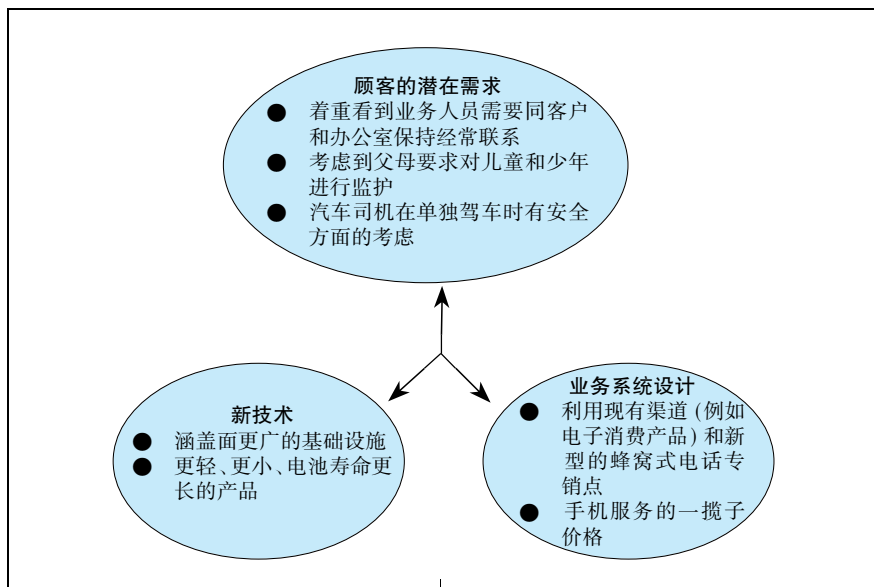 顾客的潜在需求
● 着重看到业务人员需要同客户
和办公室保持经常联系
● 考虑到父母要求对儿童和少年
进行监护
● 汽车司机在单独驾车时有安全
方面的考虑
新技术
● 涵盖面更广的基础设施
● 更轻、更小、电池寿命更
长的产品
业务系统设计
● 利用现有渠道(例如
电子消费产品)和新
型的蜂窝式电话专
销点
● 手机服务的一揽子
价格